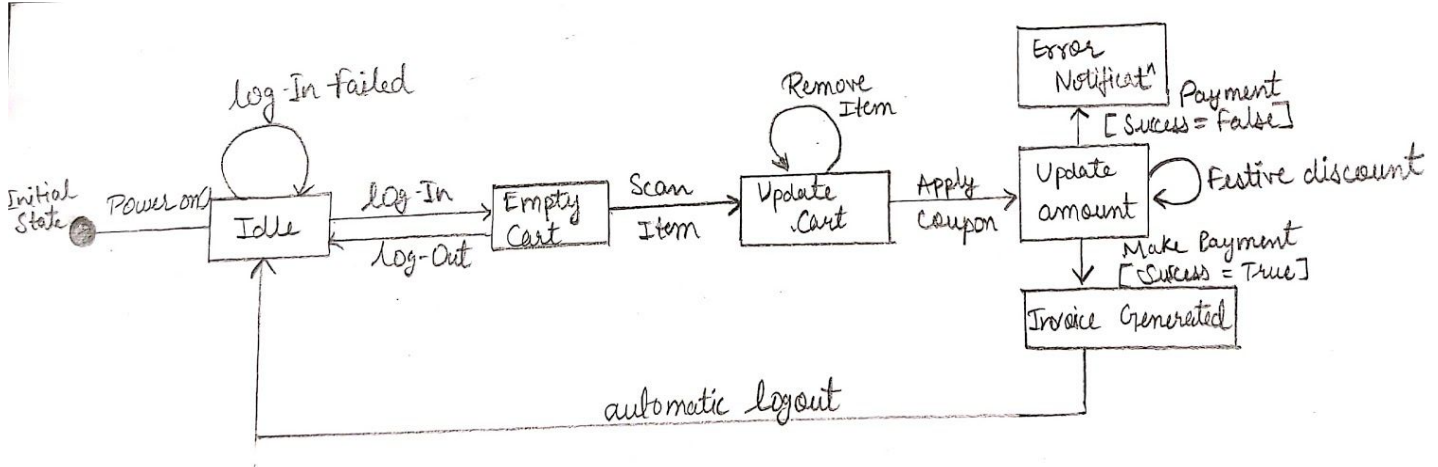 Error
Notificatn
Payment
[Sucess = False]
log-In Failed
Remove
Item
Initial
State
Power on
Idle
log-In
log-Out
Empty
Cart
Scan
Item
Update
Cart
Apply
Coupon
Update
amount
Festive discount
Make Payment
[Sucess = True]
Invoice Generated
automatic logout